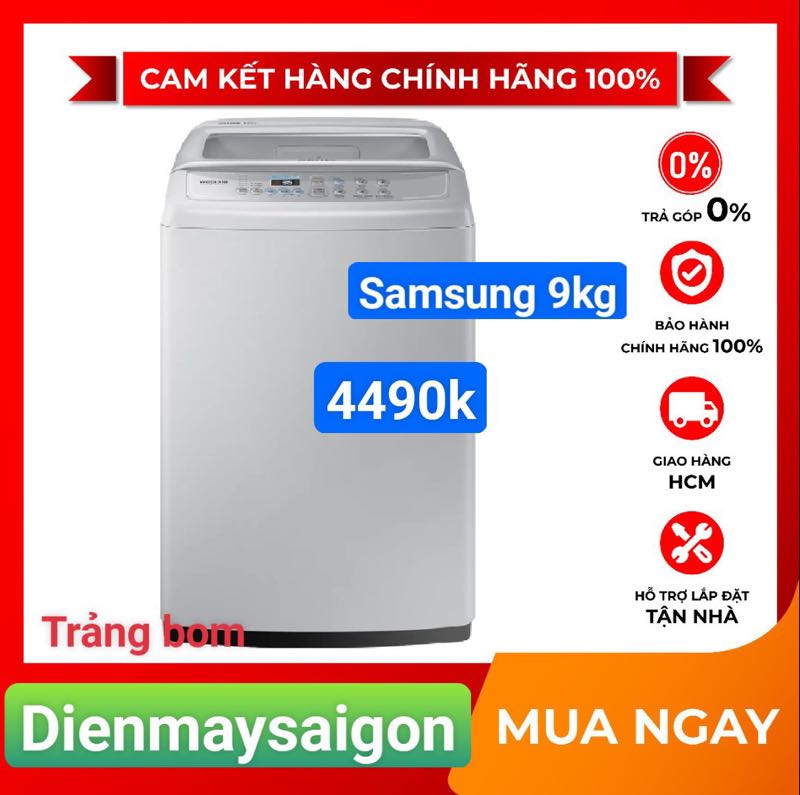 CAM KẾT HÀNG CHÍNH HÃNG 100%
0%
TRẢ GÓP 0%
Samsung 9kg
BẢO HÀNH
CHÍNH HÃNG 100%
4490k
GIAO HÀNG
HCM
HỖ TRỢ LẮP ĐẶT
TẬN NHÀ
Trảng bom
Dienmaysaigon
MUA NGAY